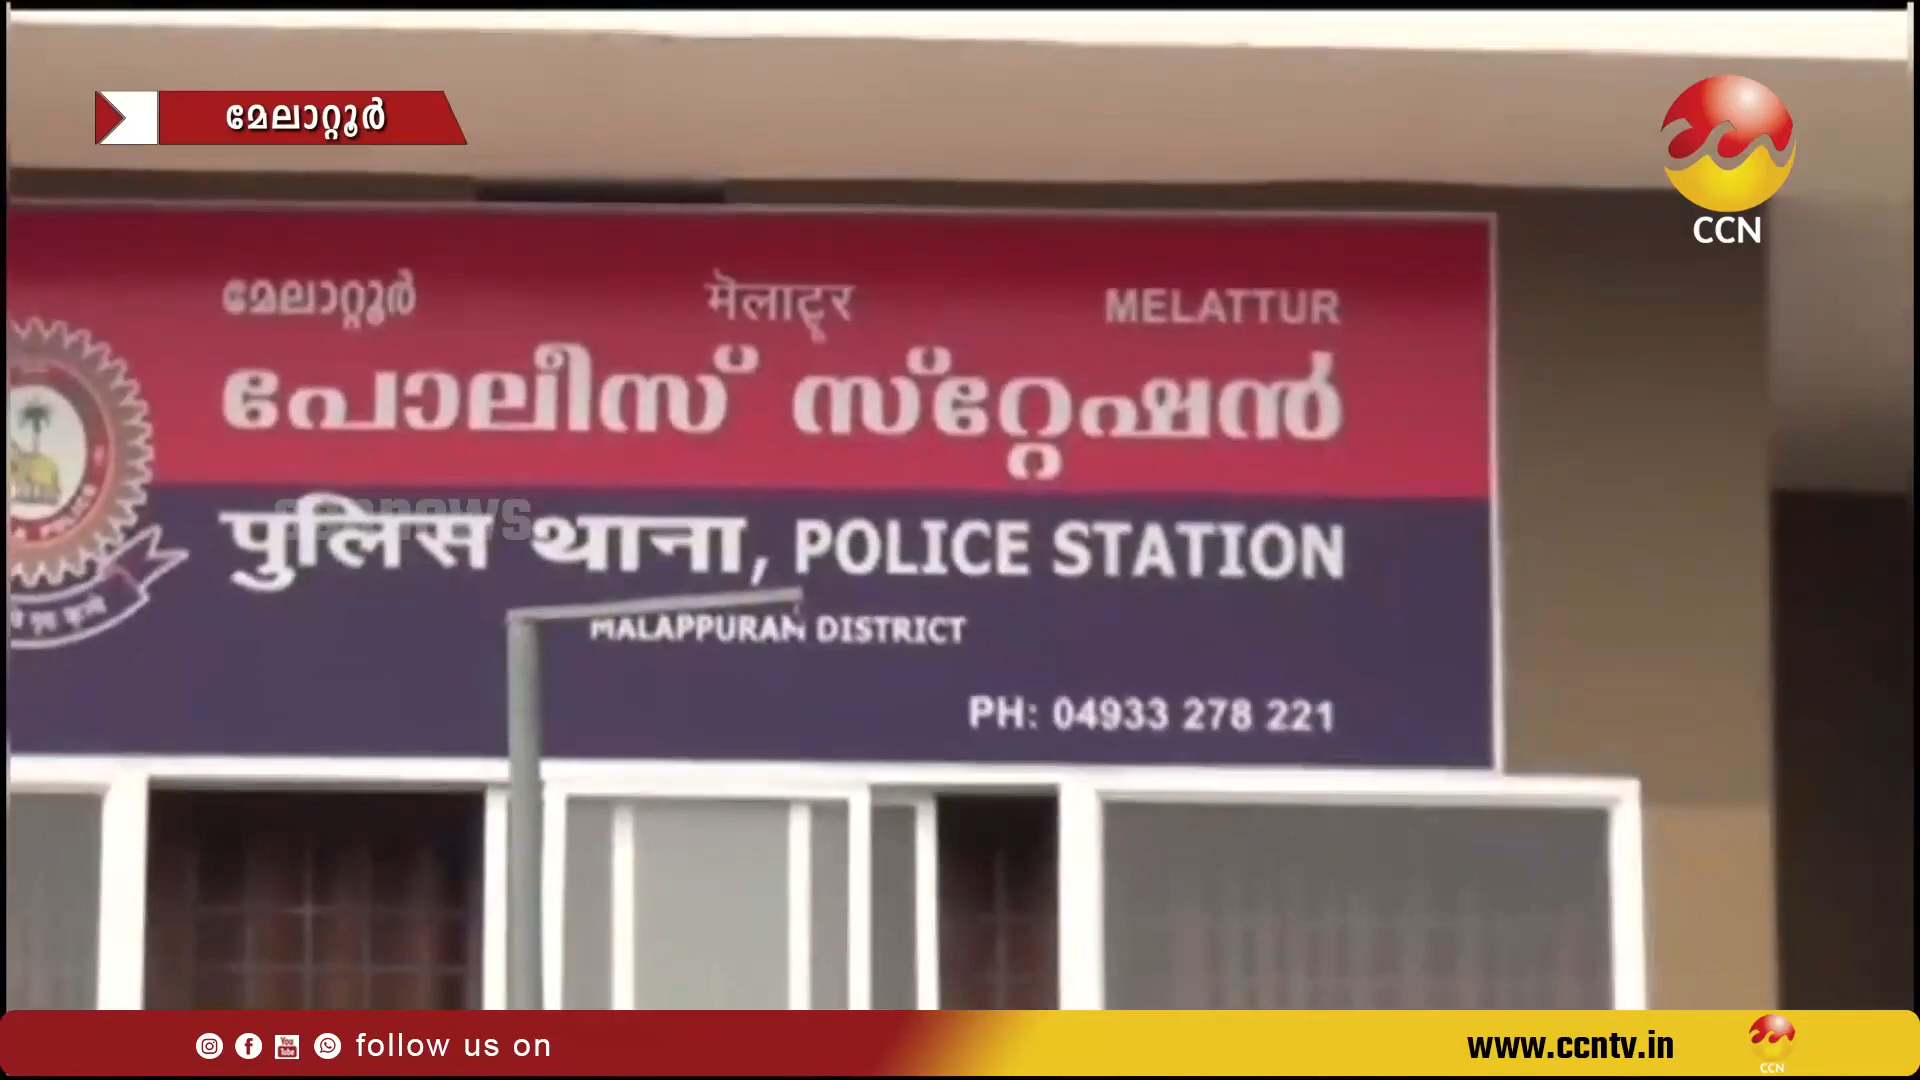 മേലാറ്റൂർ
CCN
മേലാറ്റൂർ मेलाटूर MELATTUR
പോലീസ് സ്റ്റേഷൻ
पुलिस थाना, POLICE STATION
MALAPPURAM DISTRICT
PH: 04933 278 221
follow us on
www.ccntv.in
CCN